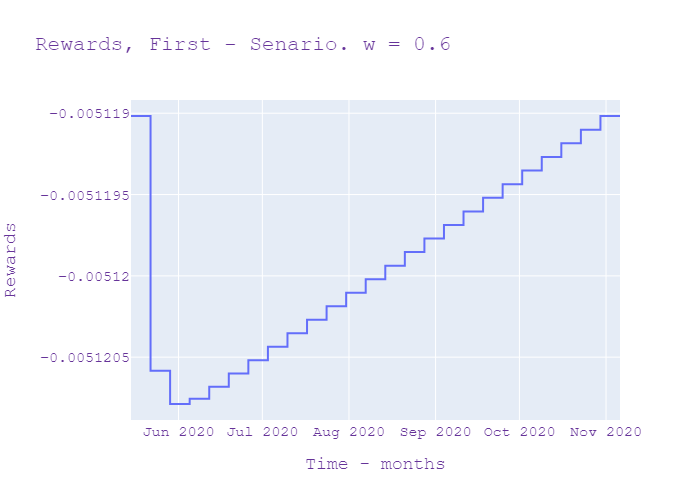 Rewards, First - Senario. w = 0.6
−0.005119
−0.0051195
−0.00512
−0.0051205
Rewards
Jun 2020 Jul 2020 Aug 2020 Sep 2020 Oct 2020 Nov 2020
Time - months